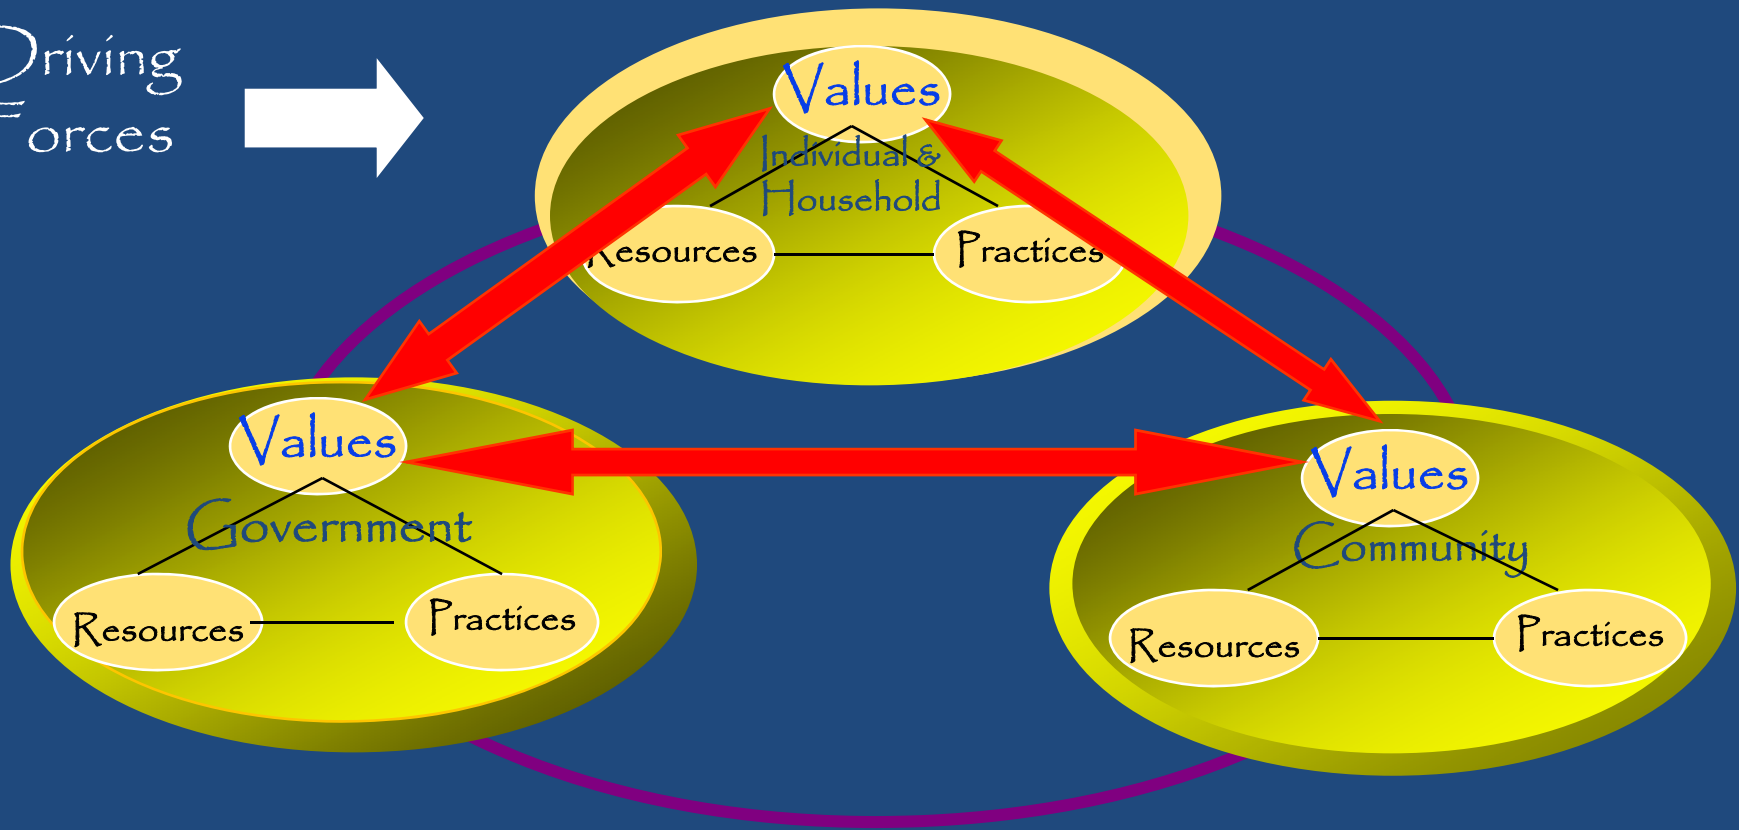 Driving
Forces
Values
Individual &
Household
Resources
Practices
Values
Government
Resources
Practices
Values
Community
Resources
Practices